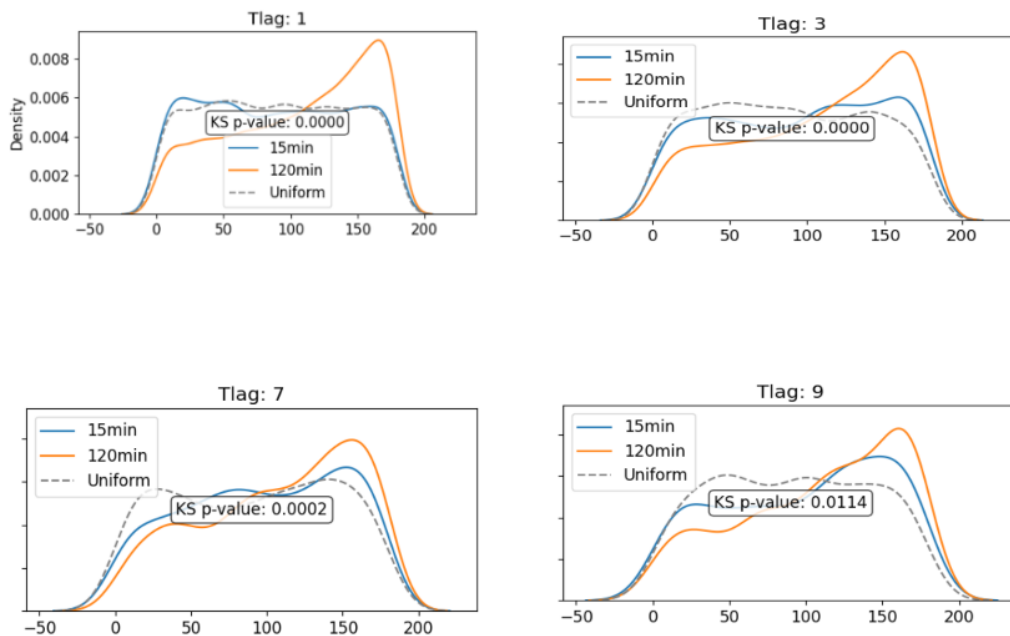 Tlag: 1
Density
0.008
0.006
0.004
0.002
0.000
KS p-value: 0.0000
15min
120min
Uniform
−50 0 50 100 150 200
Tlag: 3
15min
120min
Uniform
KS p-value: 0.0000
−50 0 50 100 150 200
Tlag: 7
15min
120min
Uniform
KS p-value: 0.0002
−50 0 50 100 150 200
Tlag: 9
15min
120min
Uniform
KS p-value: 0.0114
−50 0 50 100 150 200